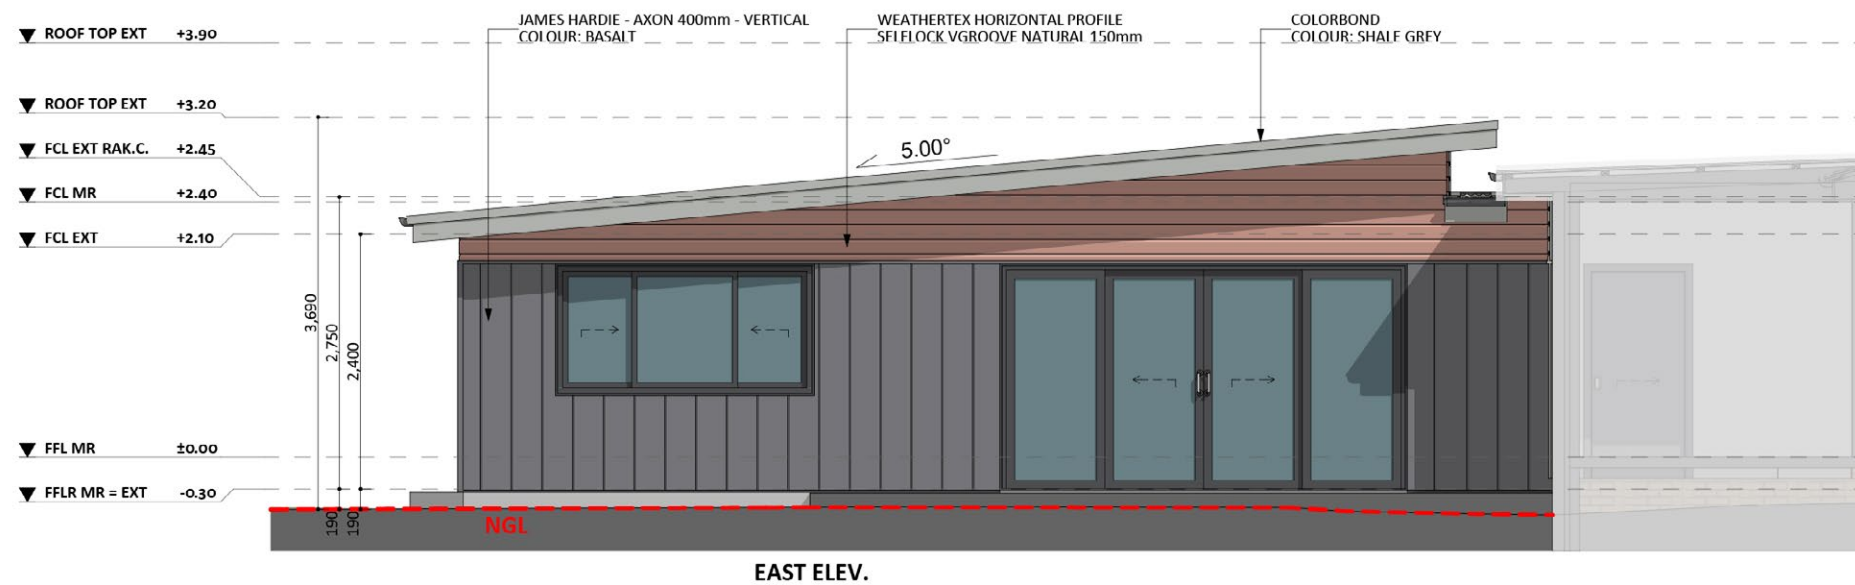 JAMES HARDIE - AXON 400mm - VERTICAL
COLOUR: BASALT
WEATHERTEX HORIZONTAL PROFILE
SELFLOCK VGROOVE NATURAL 150mm
COLORBOND
COLOUR: SHALE GREY
ROOF TOP EXT +3.90
ROOF TOP EXT +3.20
FCL EXT RAK.C. +2.45
FCL MR +2.40
FCL EXT +2.10
5.00°
3,690
2,750
2,400
FFL MR ±0.00
FFLR MR = EXT -0.30
190
190
NGL
EAST ELEV.